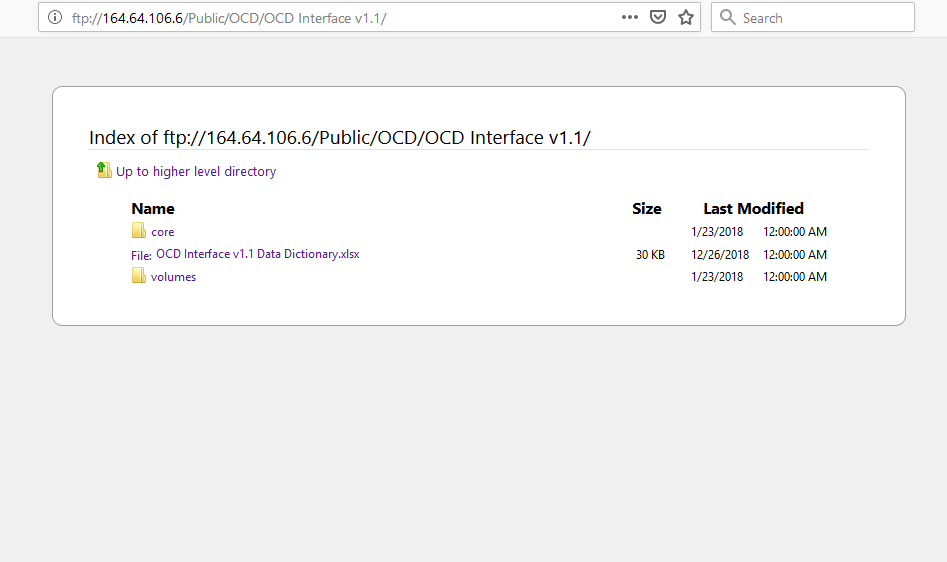 ftp://164.64.106.6/Public/OCD/OCD Interface v1.1/ Search
Index of ftp://164.64.106.6/Public/OCD/OCD Interface v1.1/
Up to higher level directory
Name Size Last Modified
core 1/23/2018 12:00:00 AM
File: OCD Interface v1.1 Data Dictionary.xlsx 30 KB 12/26/2018 12:00:00 AM
volumes 1/23/2018 12:00:00 AM